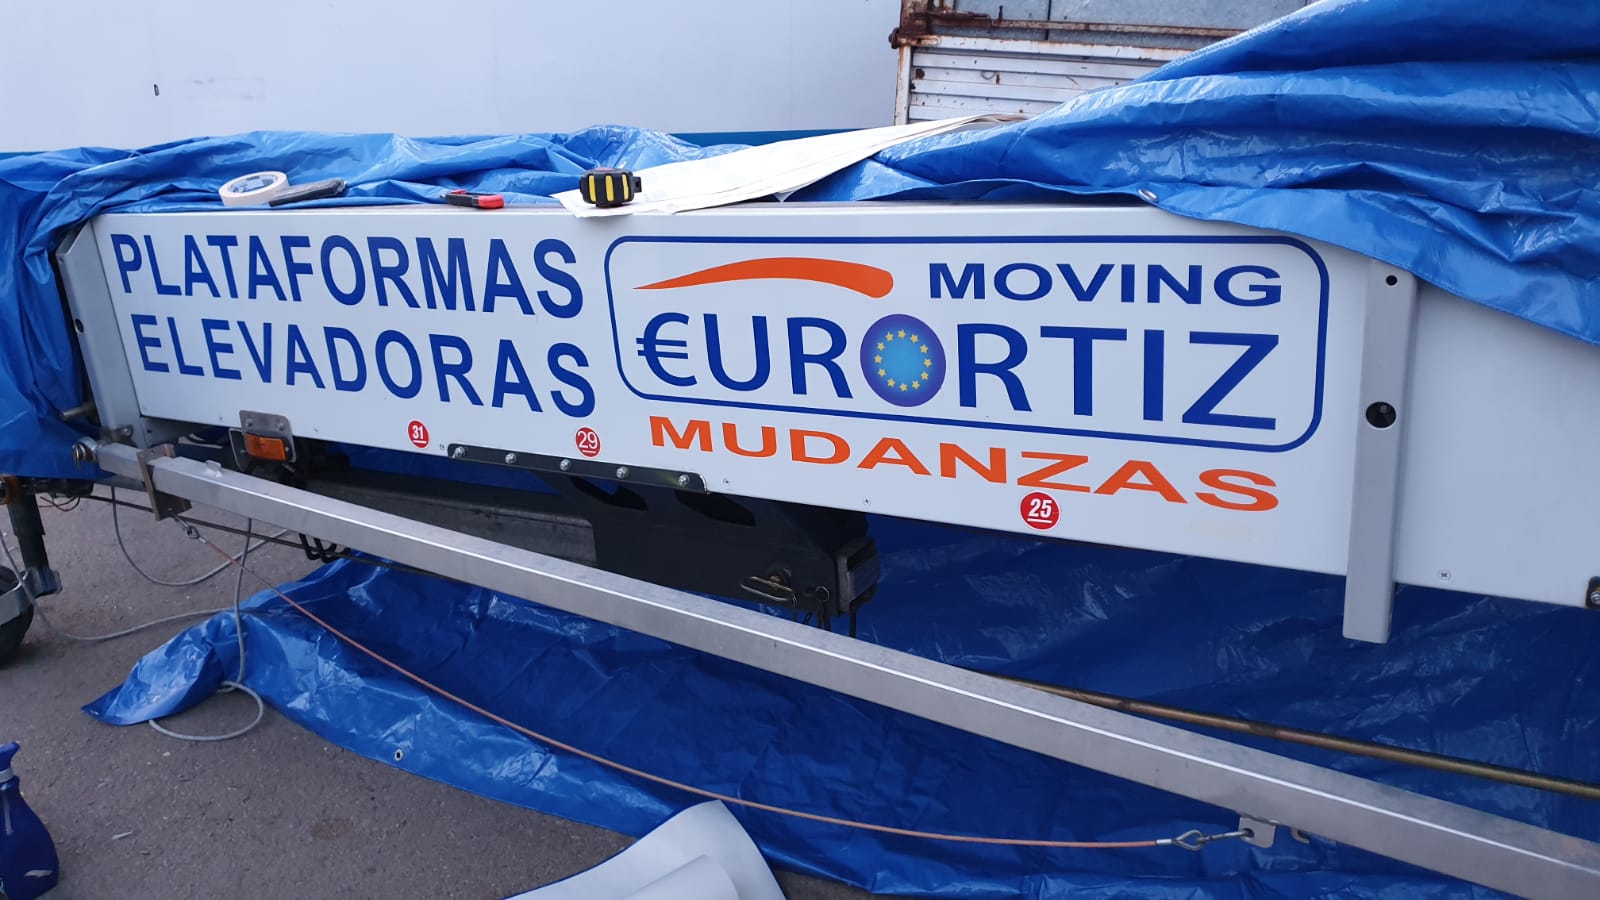 PLATAFORMAS
ELEVADORAS
MOVING
€URORTIZ
MUDANZAS
31
29
25